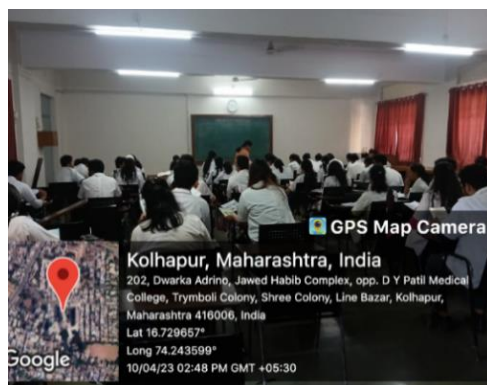 GPS Map Camera
Kolhapur, Maharashtra, India
202, Dwarka Adrino, Jawed Habib Complex, opp. D Y Patil Medical
College, Trymboli Colony, Shree Colony, Line Bazar, Kolhapur,
Maharashtra 416006, India
Lat 16.729657°
Long 74.243599°
10/04/23 02:48 PM GMT +05:30
Google